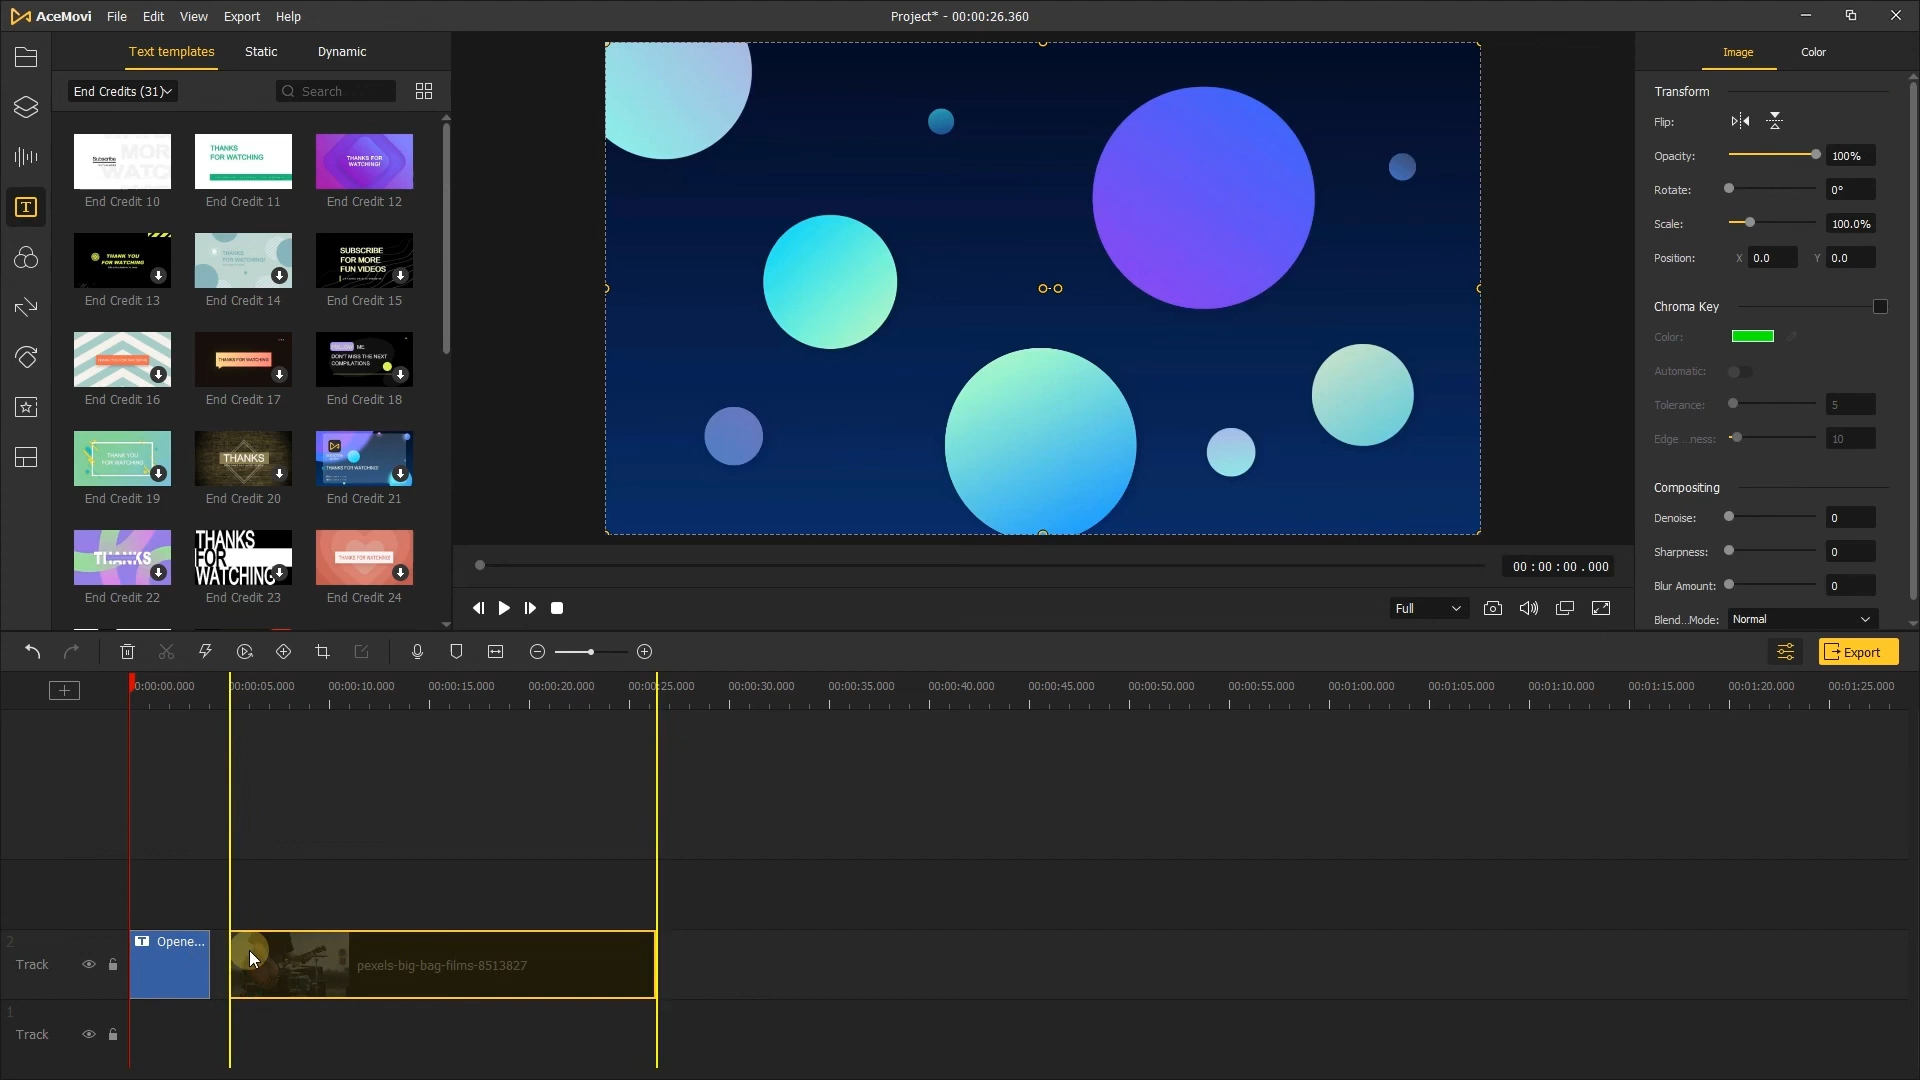 AceMovi File Edit View Export Help
Project* - 00:00:26.360
Text templates Static Dynamic
End Credits (31)
Search
Subscribe
MORE
WATC
THANKS
FOR WATCHING
THANKS FOR
WATCHING!
End Credit 10
End Credit 11
End Credit 12
THANK YOU
FOR WATCHING
THANKS
FOR WATCHING!
SUBSCRIBE
FOR MORE
FUN VIDEOS
End Credit 13
End Credit 14
End Credit 15
THANKS FOR WATCHING
FOLLOW ME,
DON'T MISS THE NEXT
COMPILATIONS
End Credit 16
End Credit 17
End Credit 18
THANK YOU
FOR WATCHING
THANKS
THANKS FOR WATCHING!
End Credit 19
End Credit 20
End Credit 21
THANKS
THANKS
FOR
WATCHING
THANKS FOR WATCHING!
End Credit 22
End Credit 23
End Credit 24
00:00:00.000
Full
Image Color
Transform
Flip:
Opacity: 100%
Rotate: 0°
Scale: 100.0%
Position: X 0.0 Y 0.0
Chroma Key
Color:
Automatic:
Tolerance: 5
Edge ...ness: 10
Compositing
Denoise: 0
Sharpness: 0
Blur Amount: 0
Blend...Mode: Normal
Export
0:00:00.000 00:00:05.000 00:00:10.000 00:00:15.000 00:00:20.000 00:00:25.000 00:00:30.000 00:00:35.000 00:00:40.000 00:00:45.000 00:00:50.000 00:00:55.000 00:01:00.000 00:01:05.000 00:01:10.000 00:01:15.000 00:01:20.000 00:01:25.000
2
Track
T Opene...
pexels-big-bag-films-8513827
1
Track